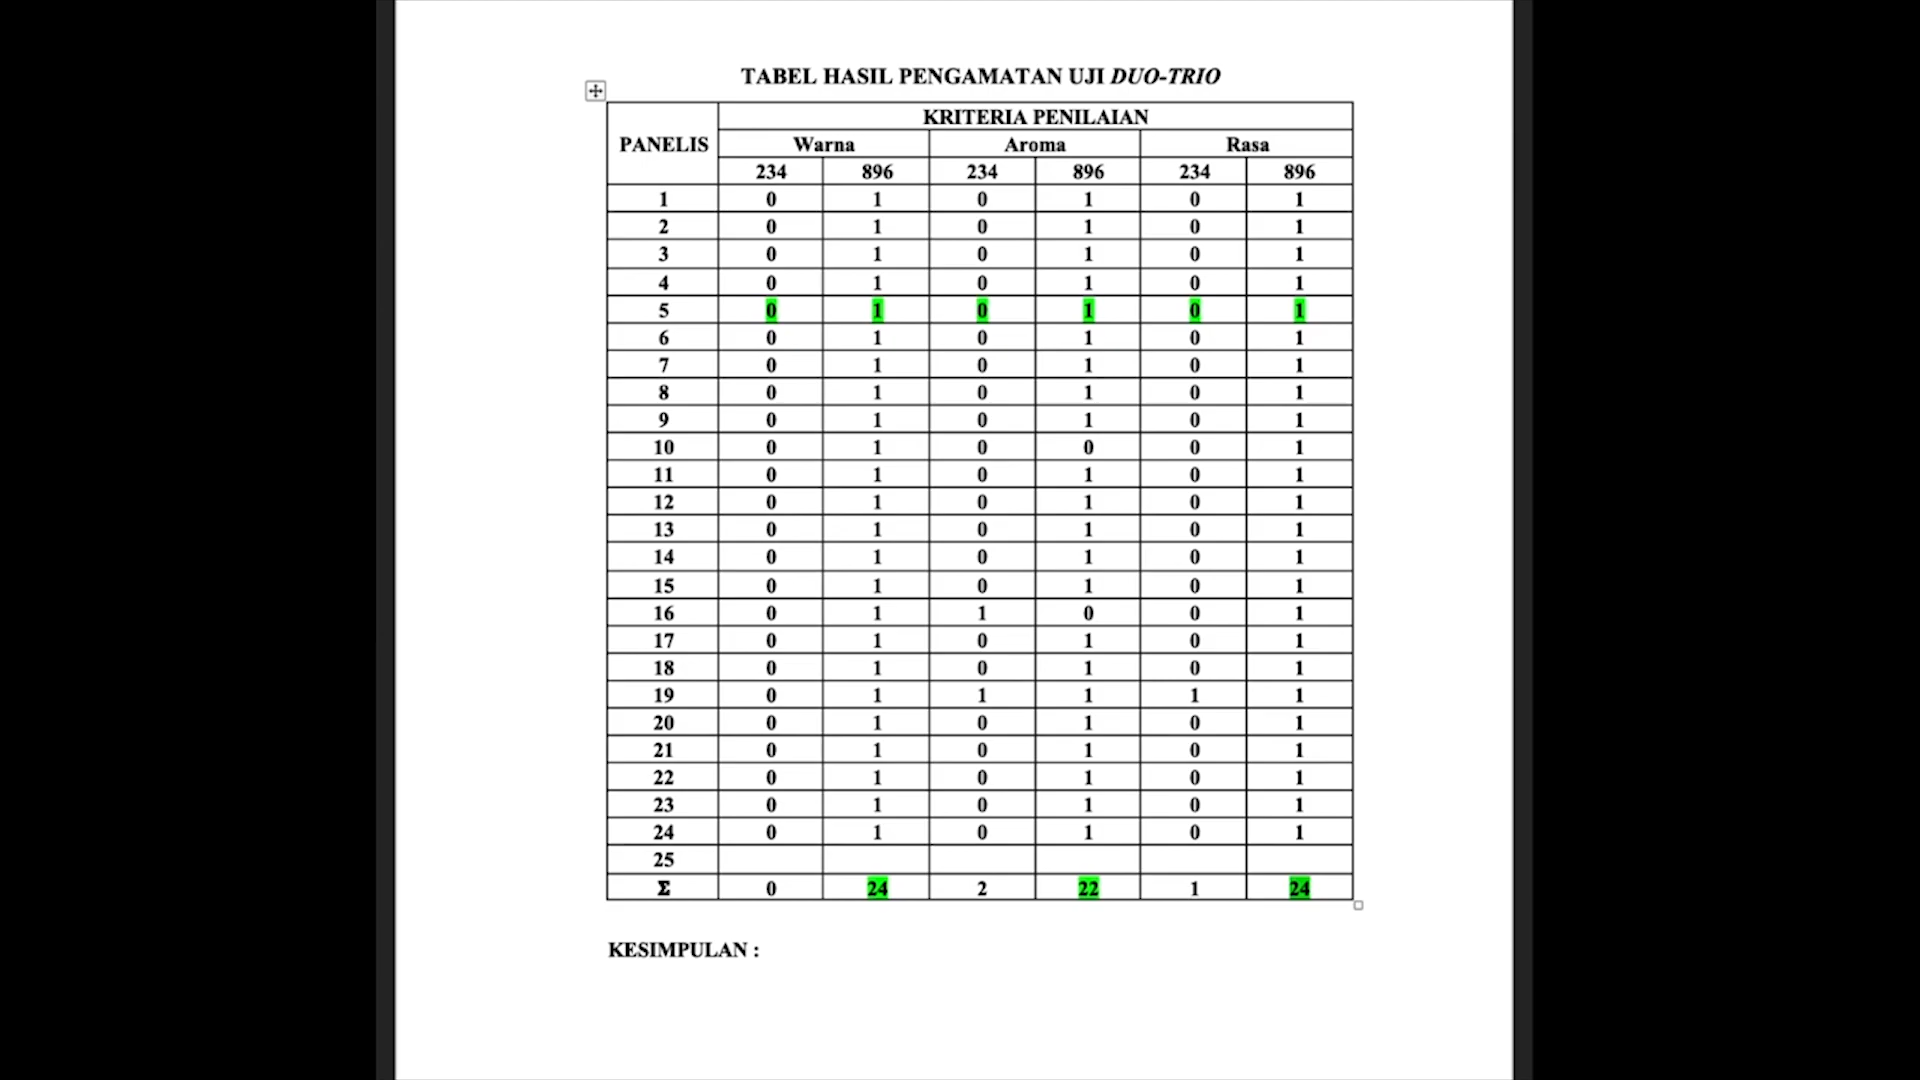 TABEL HASIL PENGAMATAN UJI DUO-TRIO
KRITERIA PENILAIAN
PANELIS Warna Aroma Rasa
234 896 234 896 234 896
1 0 1 0 1 0 1
2 0 1 0 1 0 1
3 0 1 0 1 0 1
4 0 1 0 1 0 1
5 0 1 0 1 0 1
6 0 1 0 1 0 1
7 0 1 0 1 0 1
8 0 1 0 1 0 1
9 0 1 0 1 0 1
10 0 1 0 0 0 1
11 0 1 0 1 0 1
12 0 1 0 1 0 1
13 0 1 0 1 0 1
14 0 1 0 1 0 1
15 0 1 0 1 0 1
16 0 1 1 0 0 1
17 0 1 0 1 0 1
18 0 1 0 1 0 1
19 0 1 1 1 1 1
20 0 1 0 1 0 1
21 0 1 0 1 0 1
22 0 1 0 1 0 1
23 0 1 0 1 0 1
24 0 1 0 1 0 1
25
Σ 0 24 2 22 1 24
KESIMPULAN :